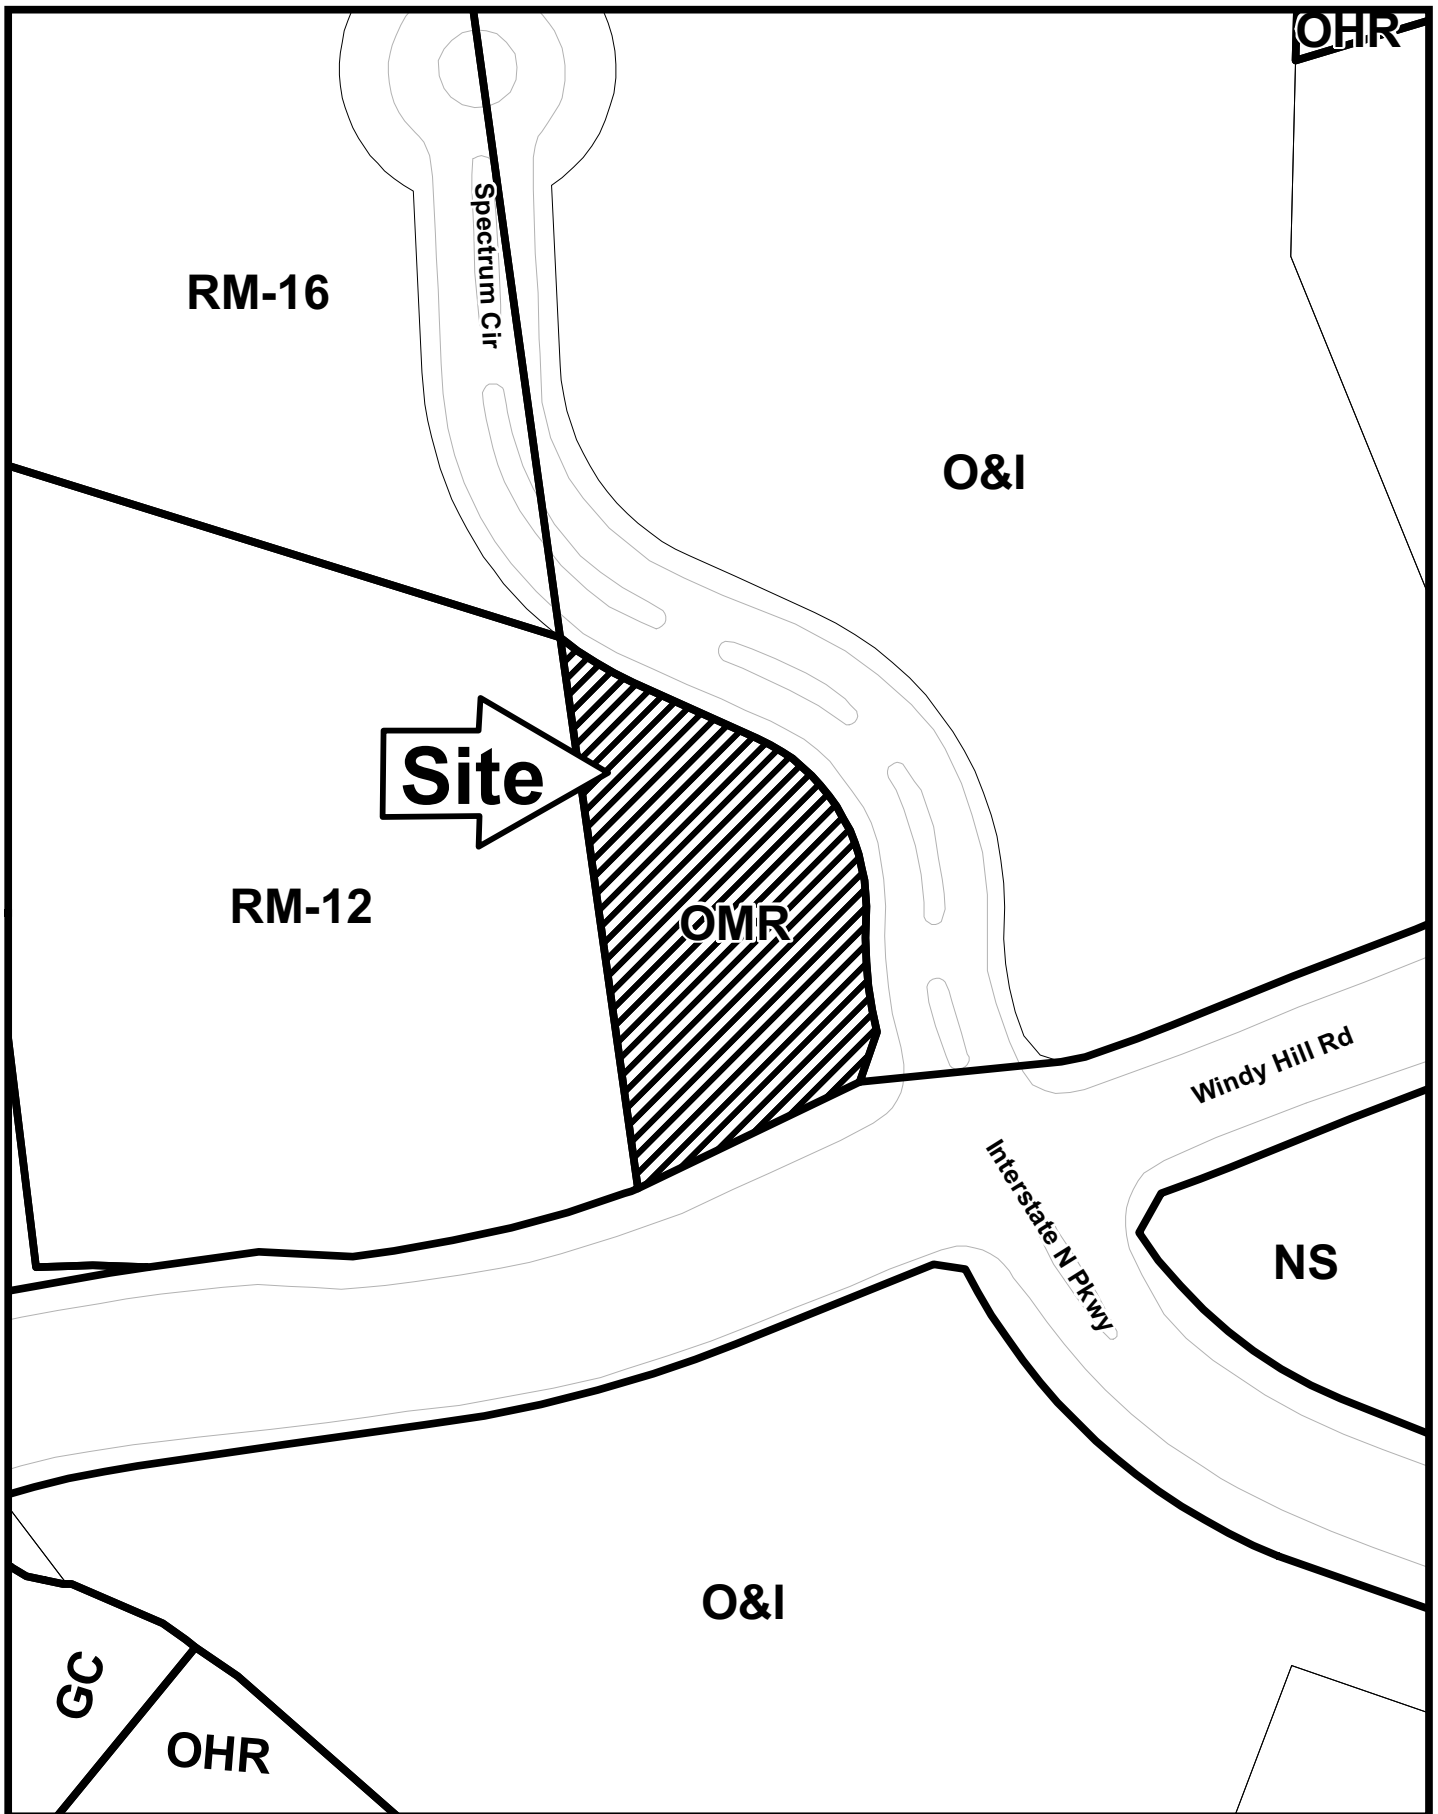 OHR
Spectrum Cir
RM-16
O&I
Site
RM-12
OMR
Windy Hill Rd
Interstate N Pkwy
NS
O&I
GC
OHR